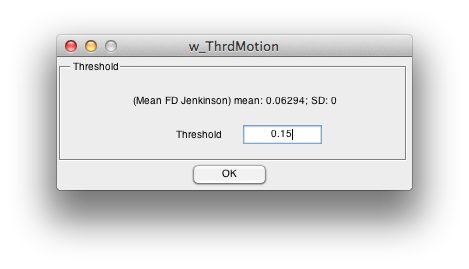 w_ThrdMotion
Threshold
(Mean FD Jenkinson) mean: 0.06294; SD: 0
Threshold 0.15
OK